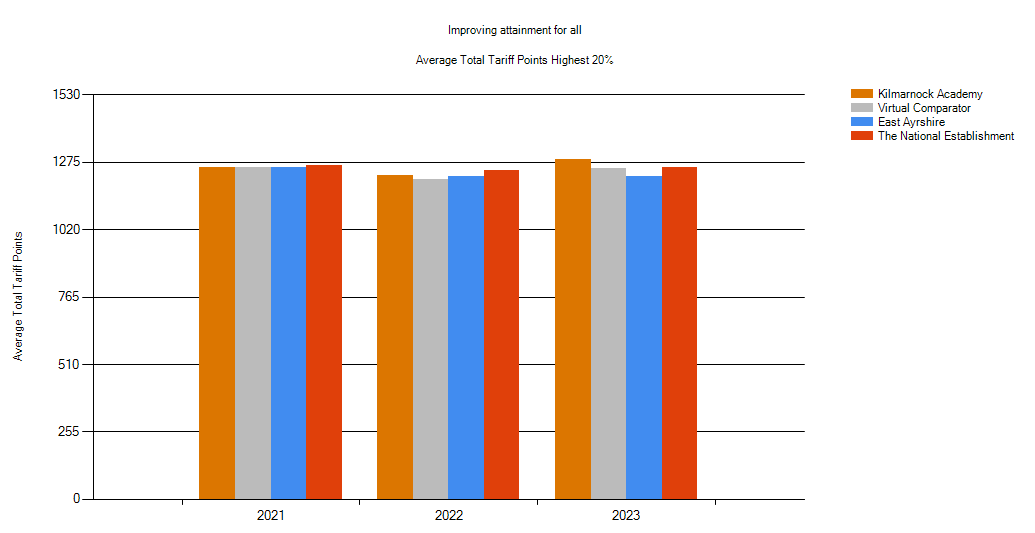 Improving attainment for all
Average Total Tariff Points Highest 20%
Average Total Tariff Points
1530
1275
1020
765
510
255
0
2021
2022
2023
Kilmarnock Academy
Virtual Comparator
East Ayrshire
The National Establishment